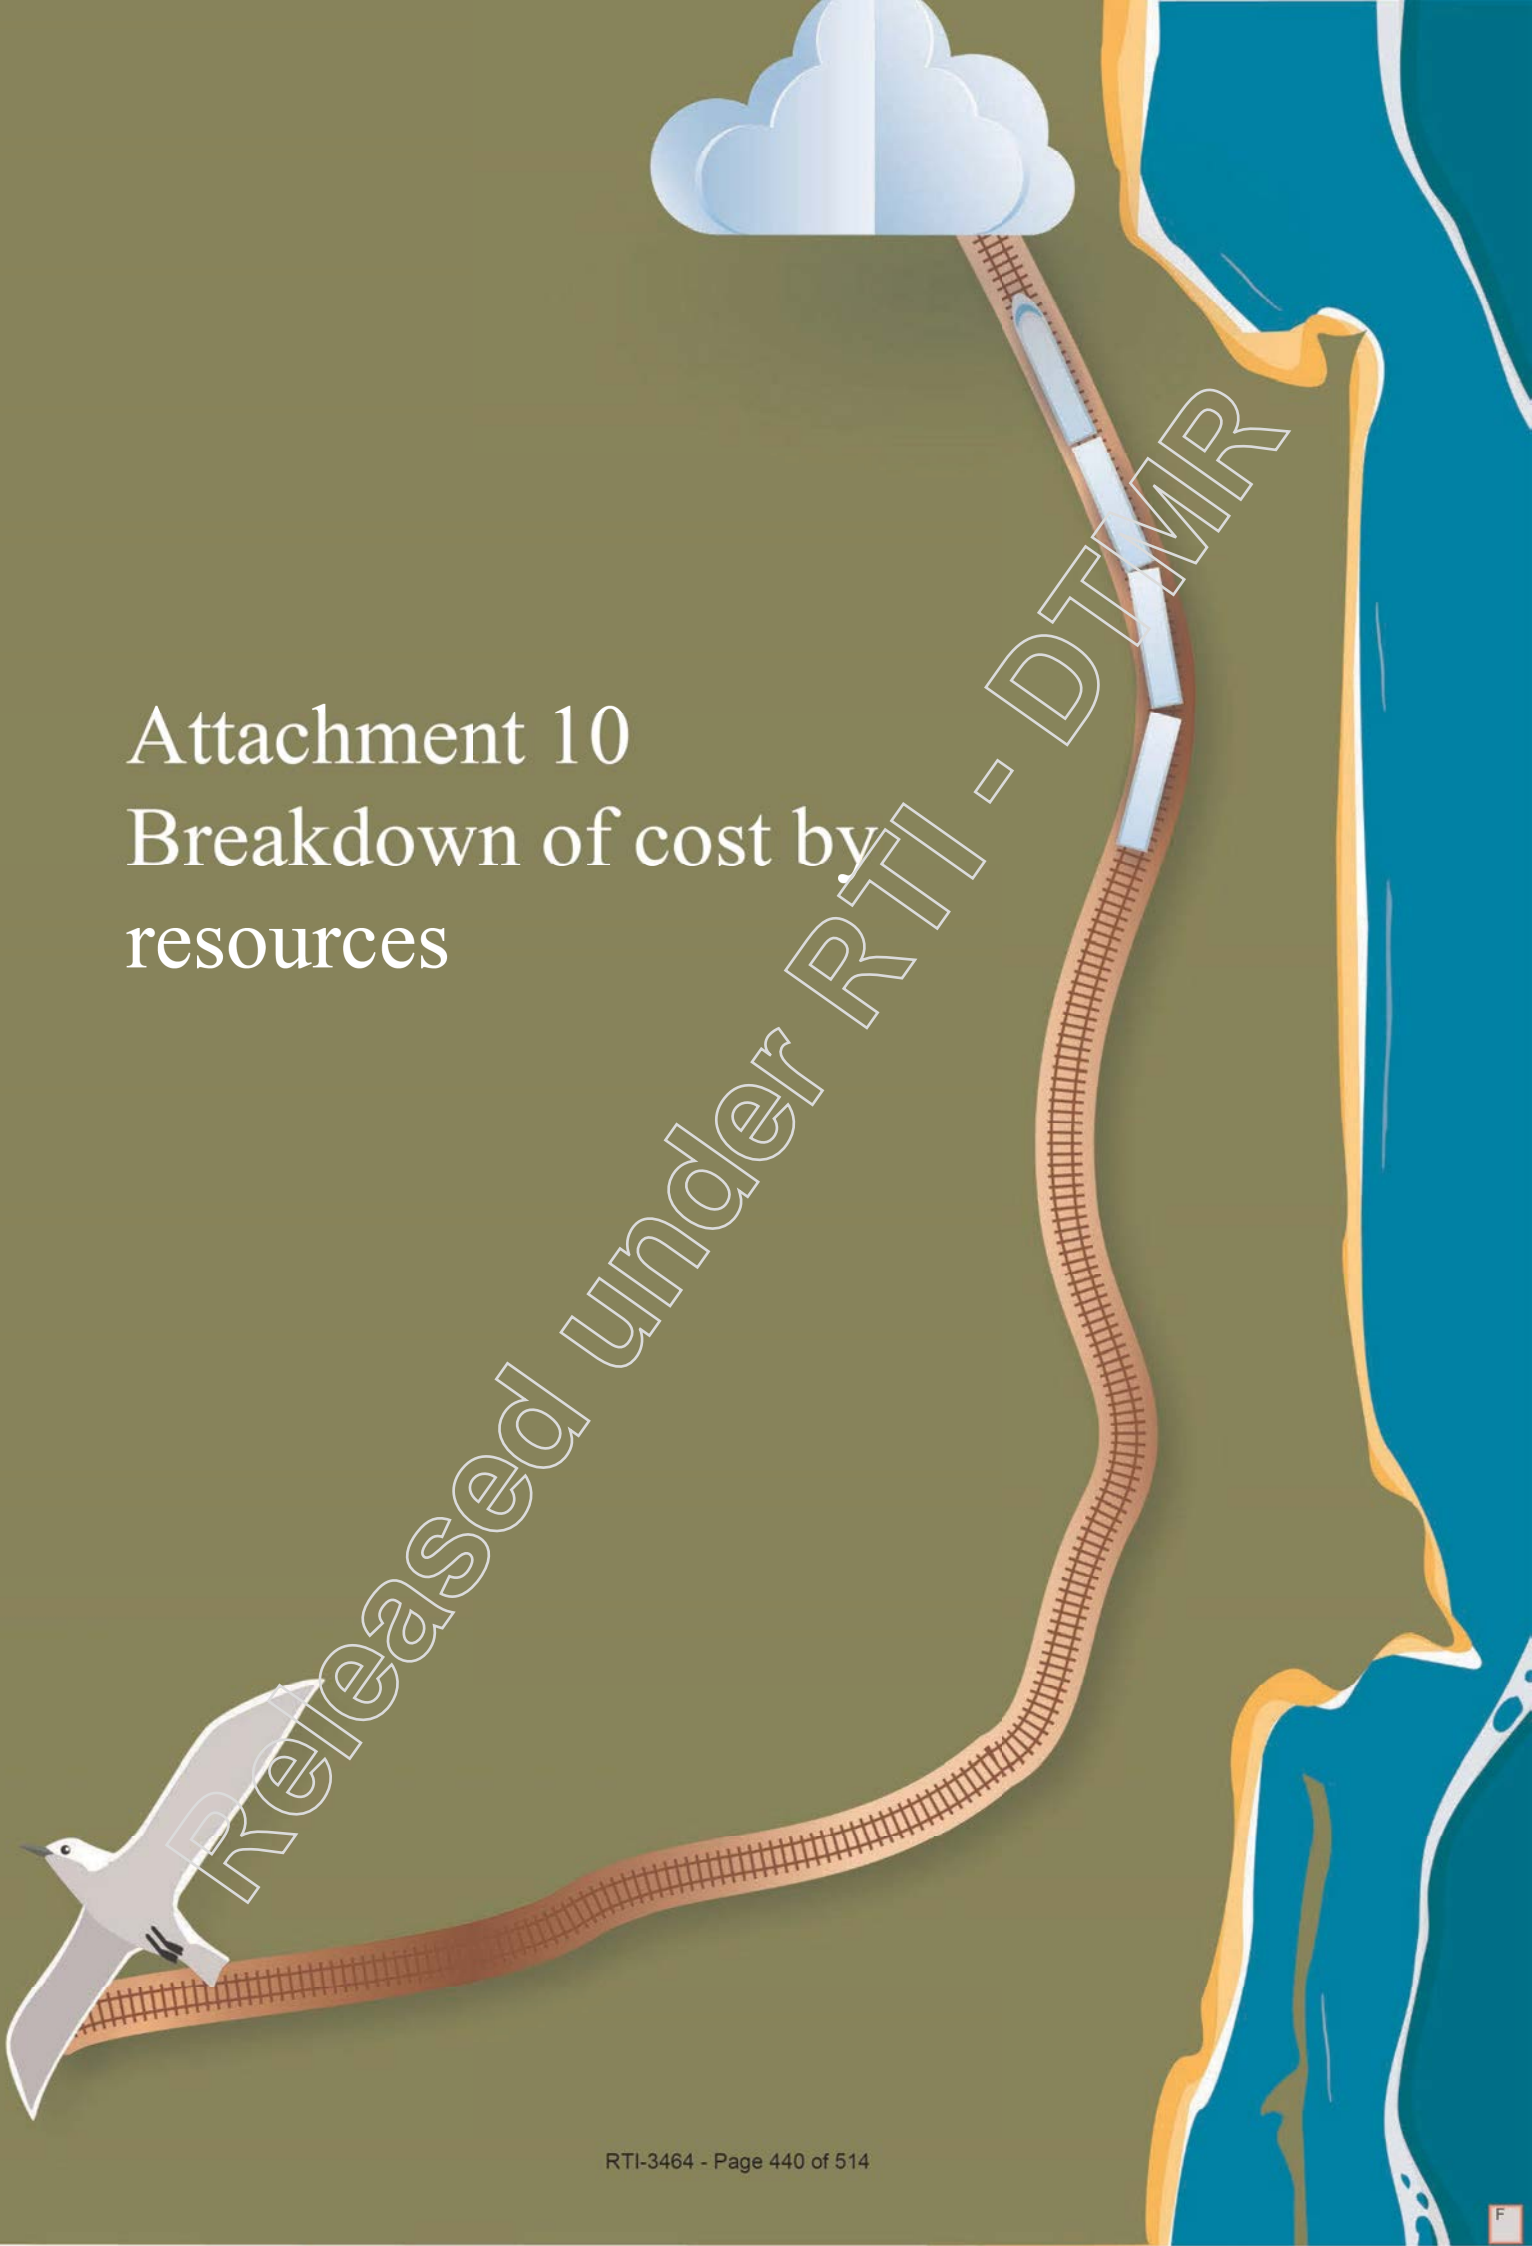 Attachment 10
Breakdown of cost by
resources
Released under RTI - DTMR
RTI-3464 - Page 440 of 514
F